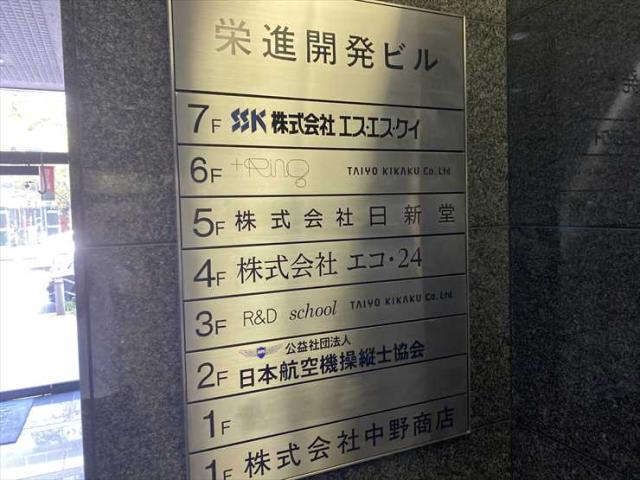 栄進開発ビル
7F SSK 株式会社 エス・エス・ケイ
6F +Ring TAIYO KIKAKU Co., Ltd.
5F 株式会社 日新堂
4F 株式会社 エコ・24
3F R&D school TAIYO KIKAKU Co., Ltd.
2F 公益社団法人
日本航空機操縦士協会
1F
1F 株式会社中野商店